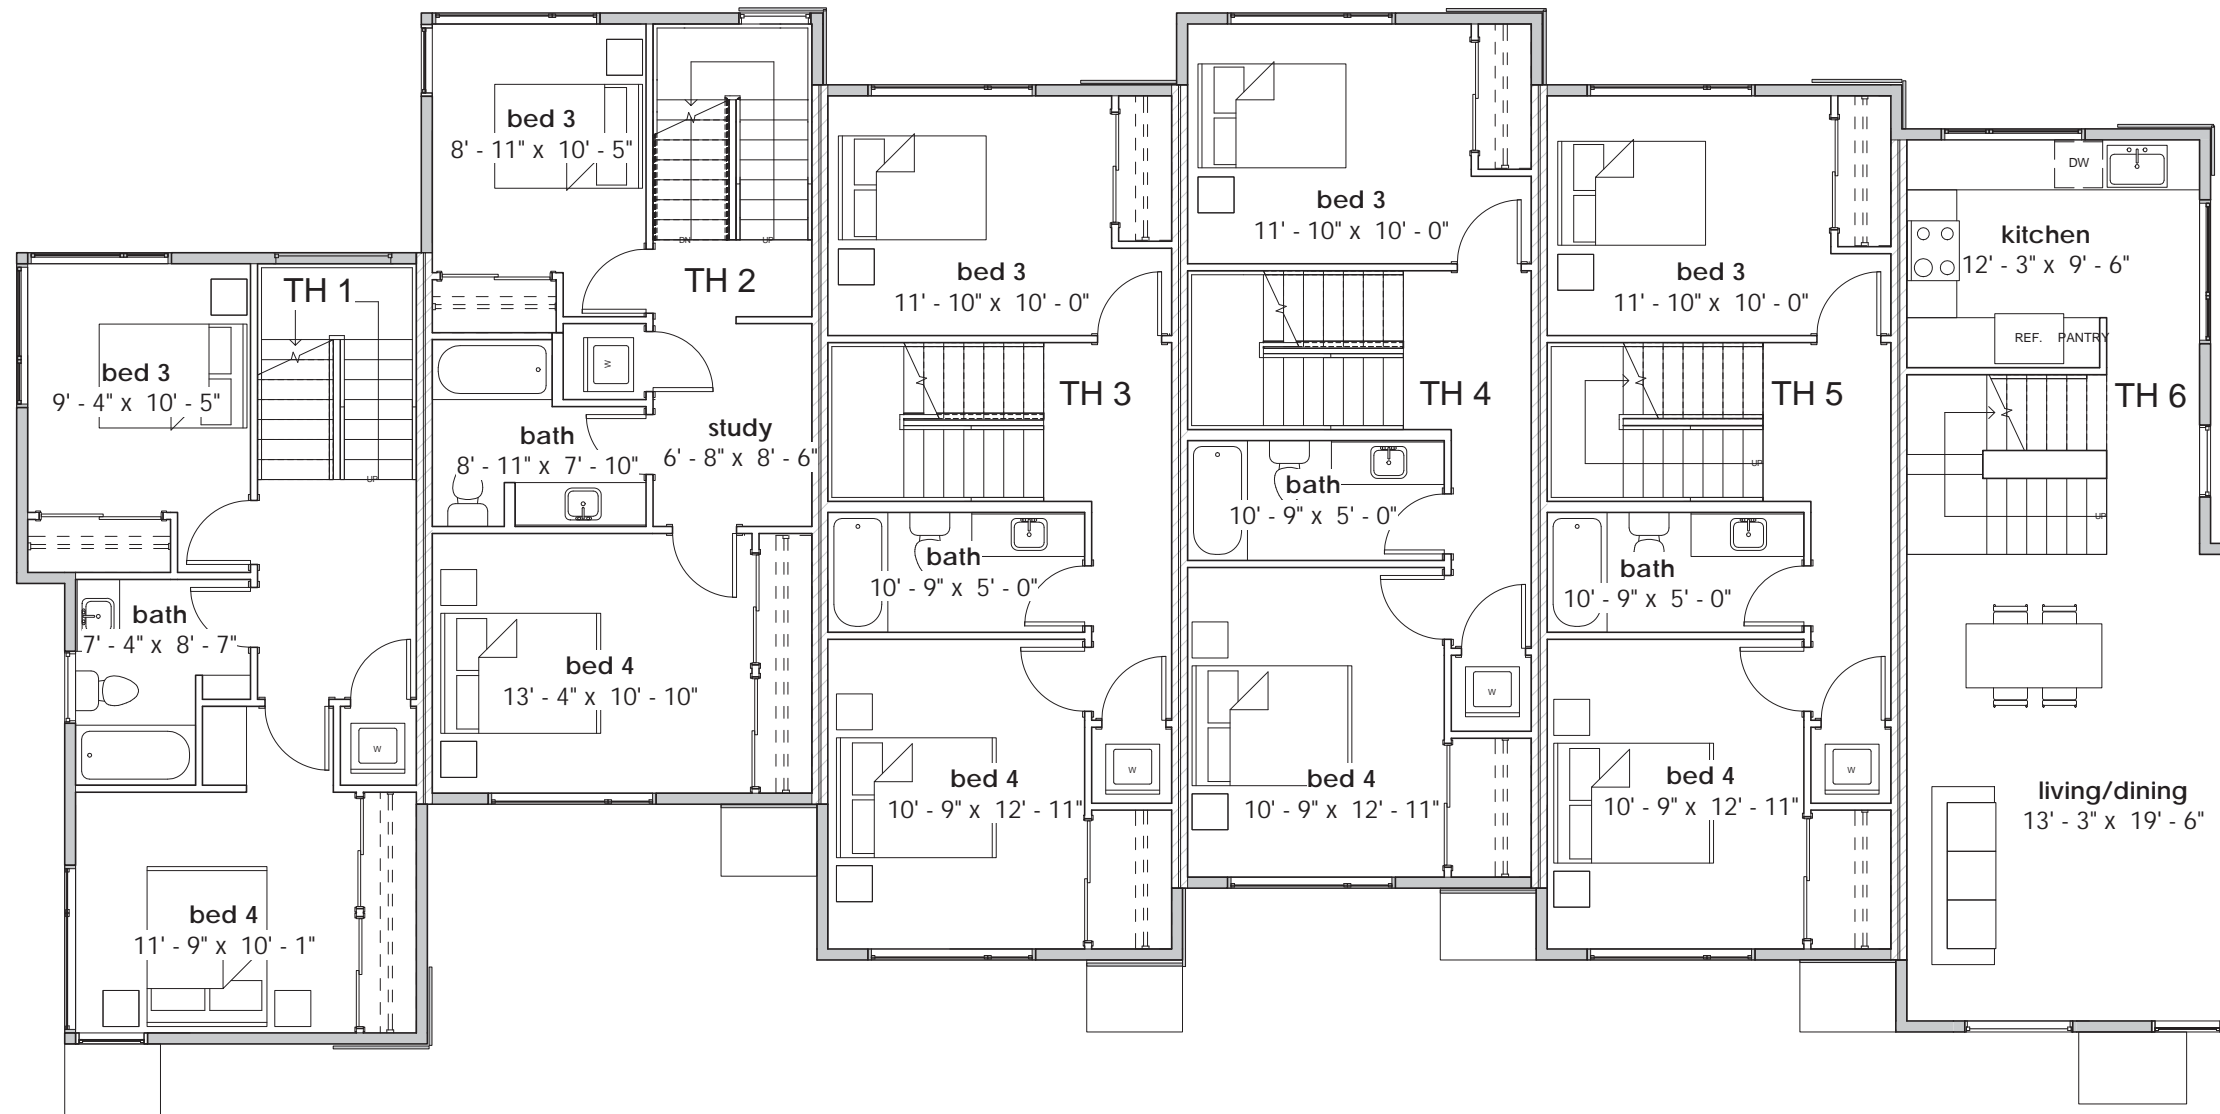 TH 1
bed 3
9' - 4" x 10' - 5"
UP
bath
7' - 4" x 8' - 7"
W
bed 4
11' - 9" x 10' - 1"
bed 3
8' - 11" x 10' - 5"
DN
UP
TH 2
W
bath
8' - 11" x 7' - 10"
study
6' - 8" x 8' - 6"
bed 4
13' - 4" x 10' - 10"
bed 3
11' - 10" x 10' - 0"
TH 3
bath
10' - 9" x 5' - 0"
W
bed 4
10' - 9" x 12' - 11"
bed 3
11' - 10" x 10' - 0"
TH 4
bath
10' - 9" x 5' - 0"
W
bed 4
10' - 9" x 12' - 11"
bed 3
11' - 10" x 10' - 0"
TH 5
UP
bath
10' - 9" x 5' - 0"
W
bed 4
10' - 9" x 12' - 11"
DW
kitchen
12' - 3" x 9' - 6"
REF. PANTRY
TH 6
UP
living/dining
13' - 3" x 19' - 6"